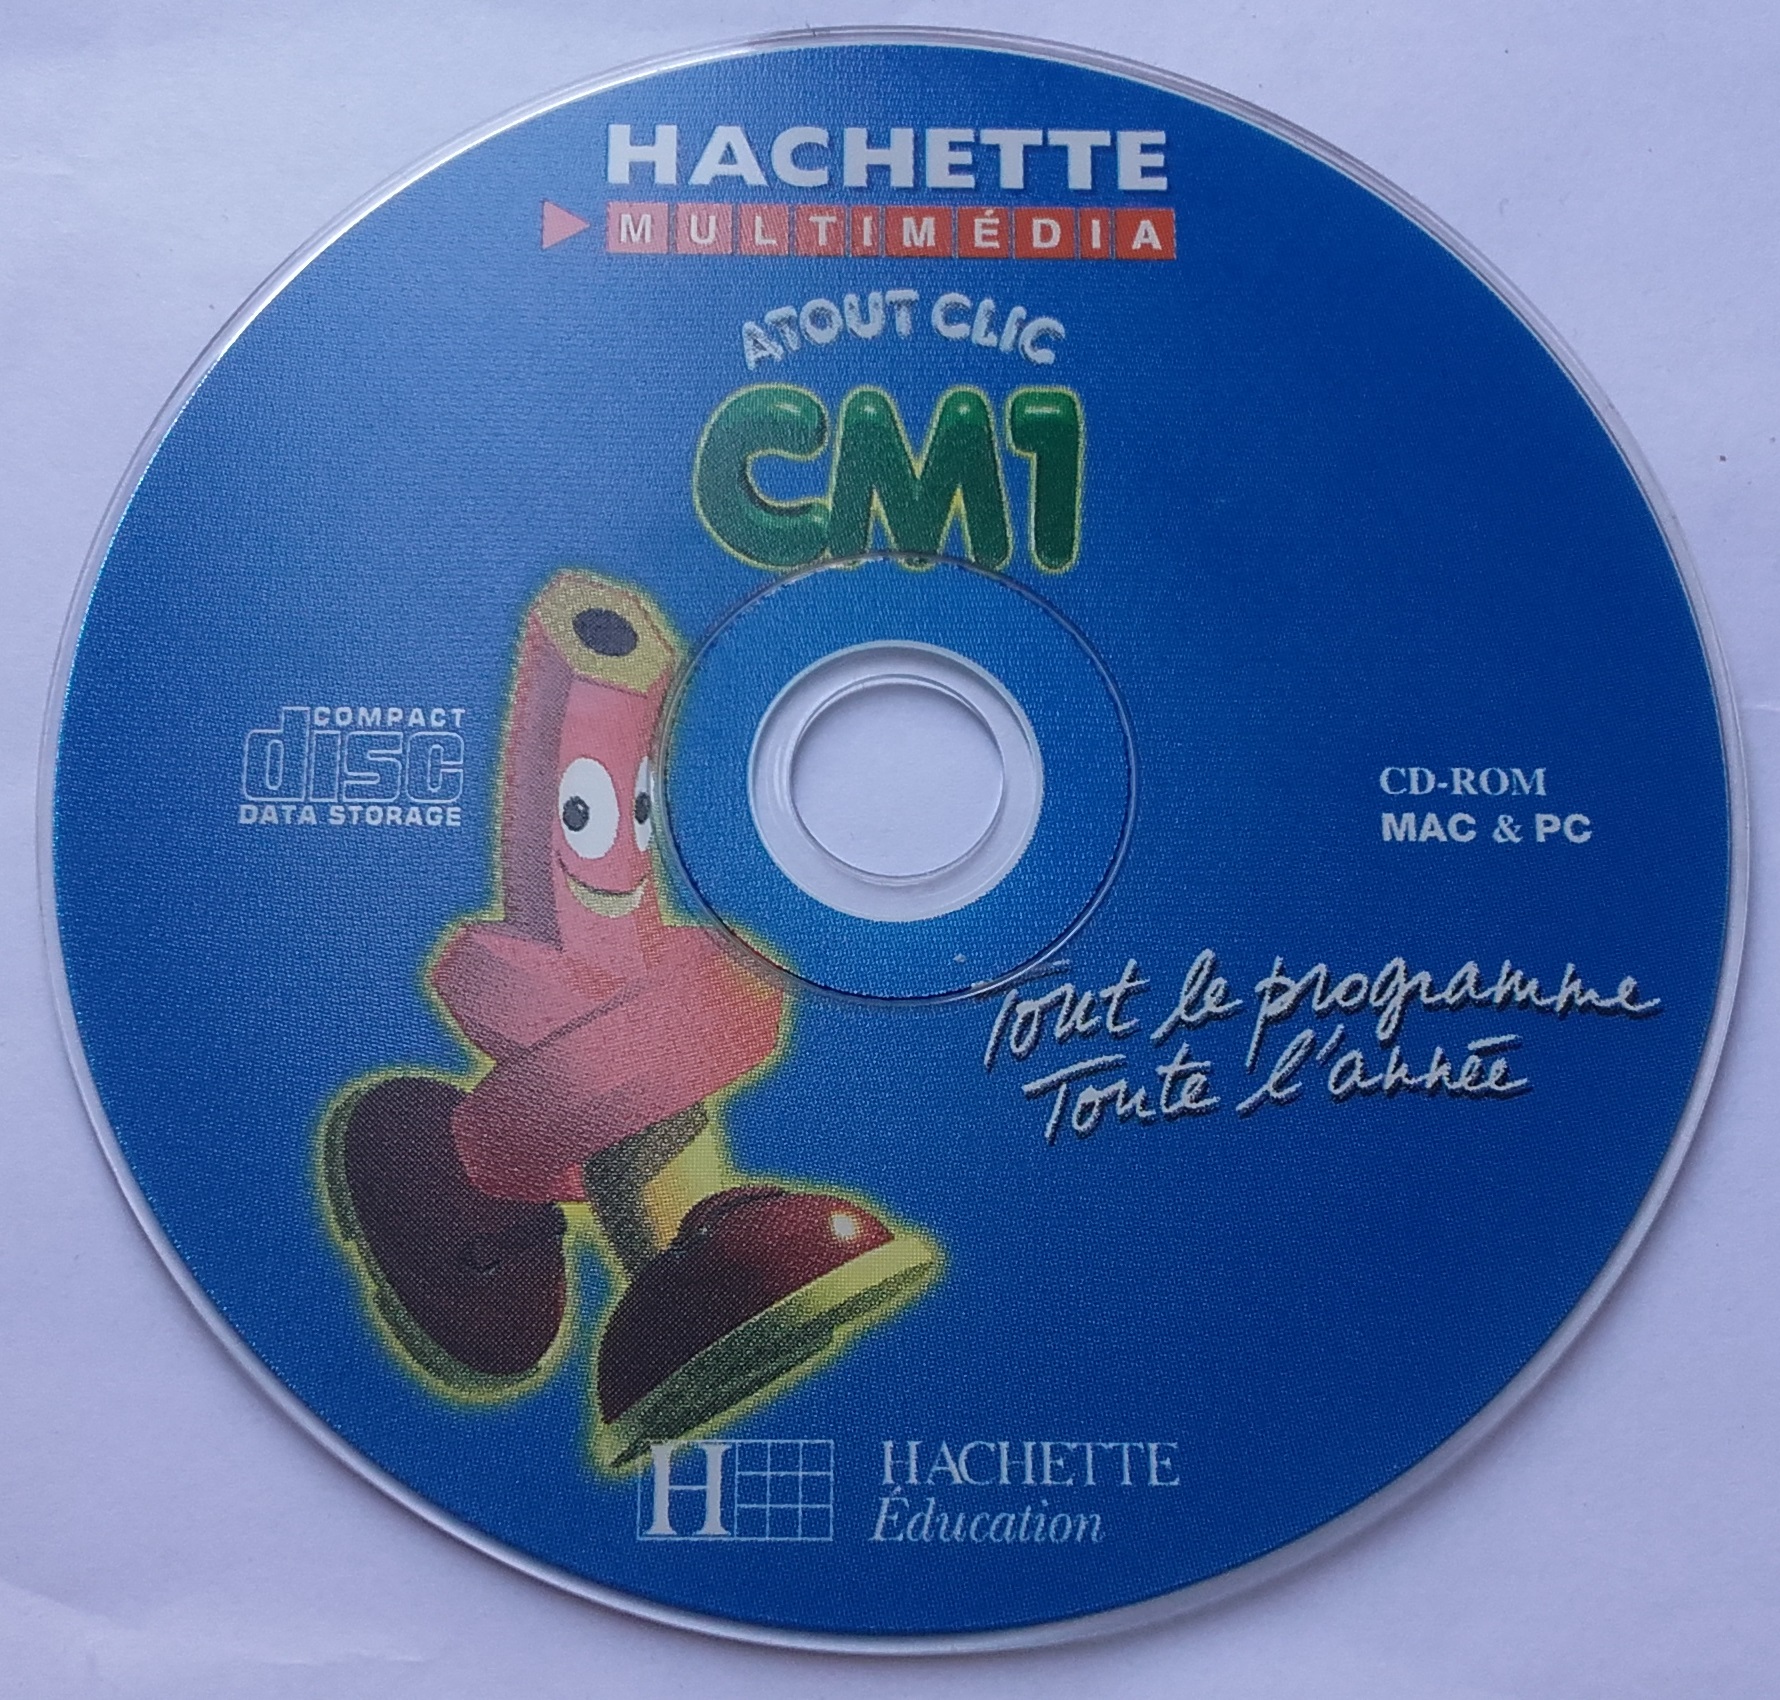 HACHETTE
MULTIMÉDIA
ATOUT CLIC
CM1
COMPACT
disc
DATA STORAGE
CD-ROM
MAC & PC
Tout le programme
Toute l'année
H
HACHETTE
Éducation